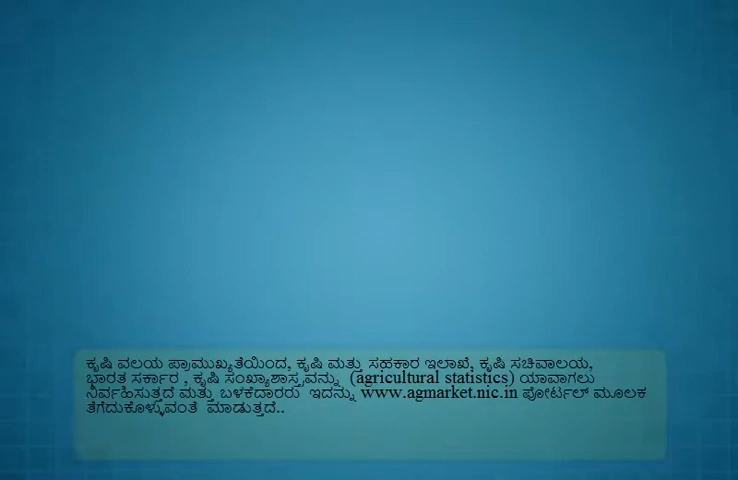 ಕೃಷಿ ವಲಯ ಪ್ರಾಮುಖ್ಯತೆಯಿಂದ, ಕೃಷಿ ಮತ್ತು ಸಹಕಾರ ಇಲಾಖೆ, ಕೃಷಿ ಸಚಿವಾಲಯ,
ಭಾರತ ಸರ್ಕಾರ , ಕೃಷಿ ಸಂಖ್ಯಾಶಾಸ್ತ್ರವನ್ನು (agricultural statistics) ಯಾವಾಗಲು
ನಿರ್ವಹಿಸುತ್ತದೆ ಮತ್ತು ಬಳಕೆದಾರರು ಇದನ್ನು www.agmarket.nic.in ಪೋರ್ಟಲ್ ಮೂಲಕ
ತೆಗೆದುಕೊಳ್ಳುವಂತೆ ಮಾಡುತ್ತದೆ..